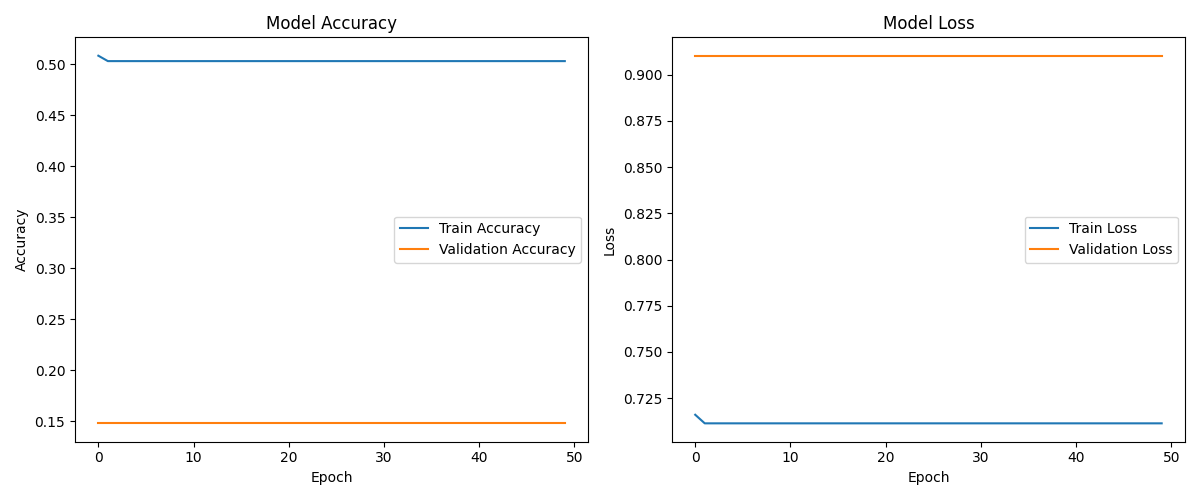 Model Accuracy
0.50
0.45
0.40
0.35
0.30
0.25
0.20
0.15
Accuracy
Train Accuracy
Validation Accuracy
0 10 20 30 40 50
Epoch
Model Loss
0.900
0.875
0.850
0.825
0.800
0.775
0.750
0.725
Loss
Train Loss
Validation Loss
0 10 20 30 40 50
Epoch